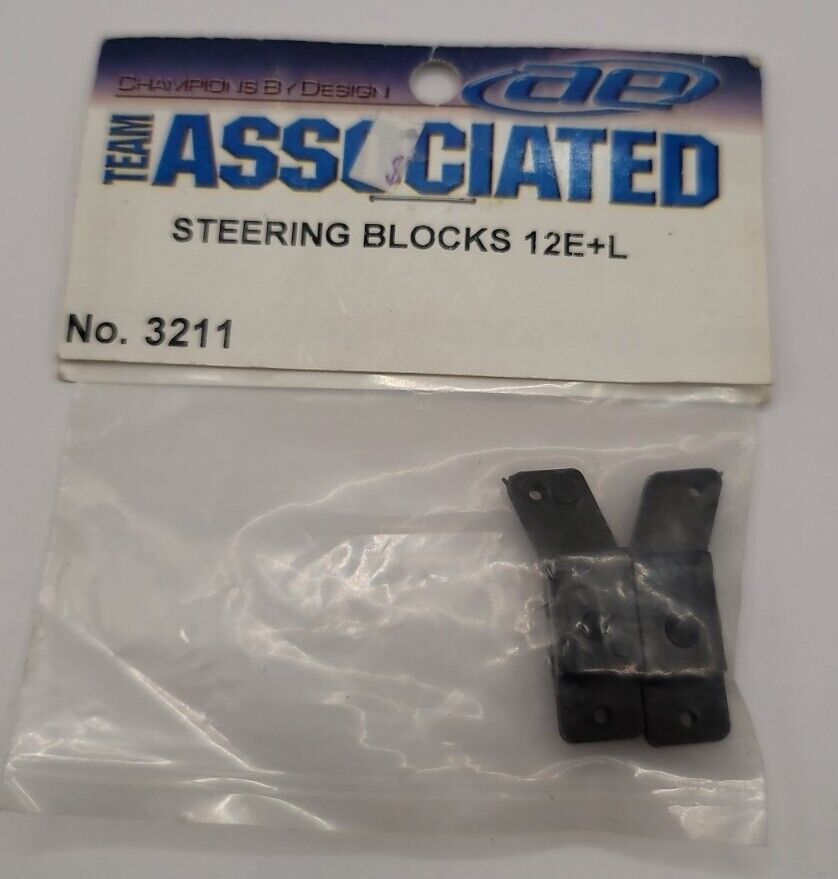 CHAMPIONS BY DESIGN
ae
TEAM ASSOCIATED
STEERING BLOCKS 12E+L
No. 3211